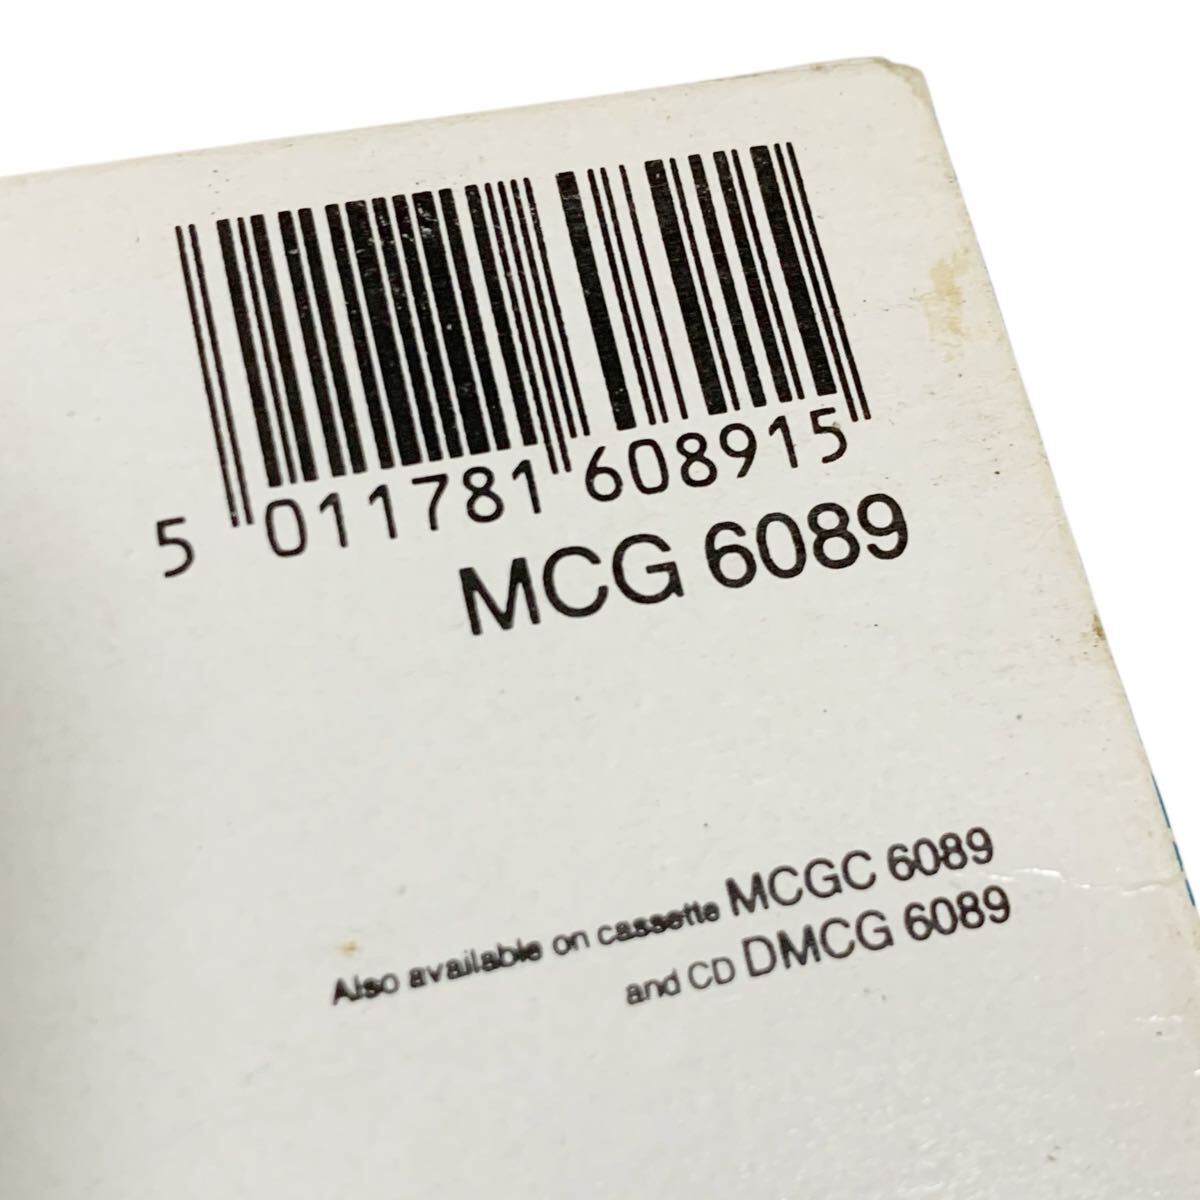 5 011781 608915
MCG 6089
Also available on cassette MCGC 6089
and CD DMCG 6089